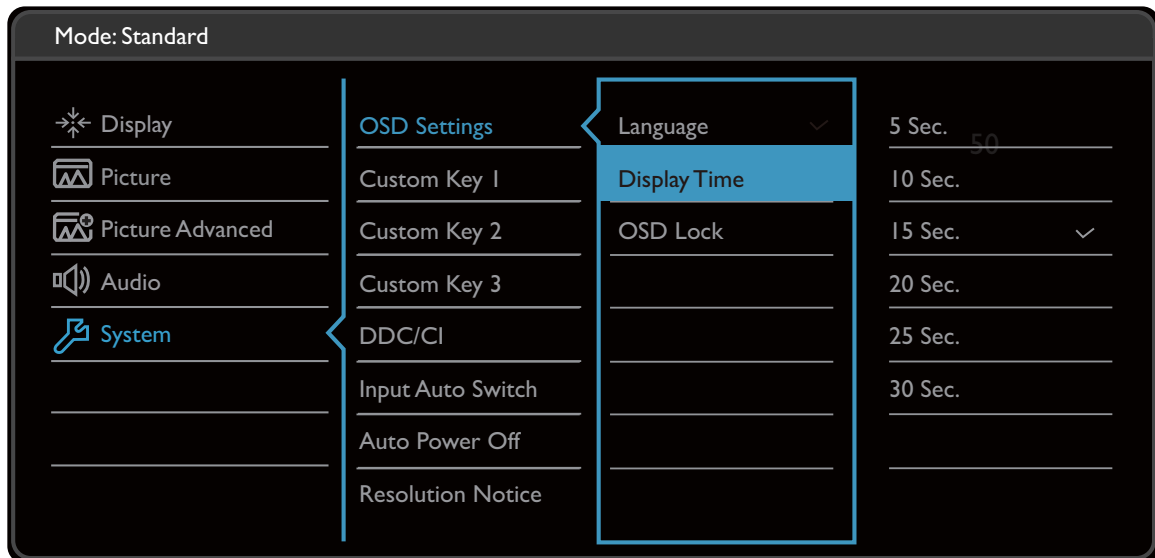 Mode: Standard
Display
Picture
Picture Advanced
Audio
System
OSD Settings
Custom Key 1
Custom Key 2
Custom Key 3
DDC/CI
Input Auto Switch
Auto Power Off
Resolution Notice
Language
Display Time
OSD Lock
5 Sec.
50
10 Sec.
15 Sec.
20 Sec.
25 Sec.
30 Sec.